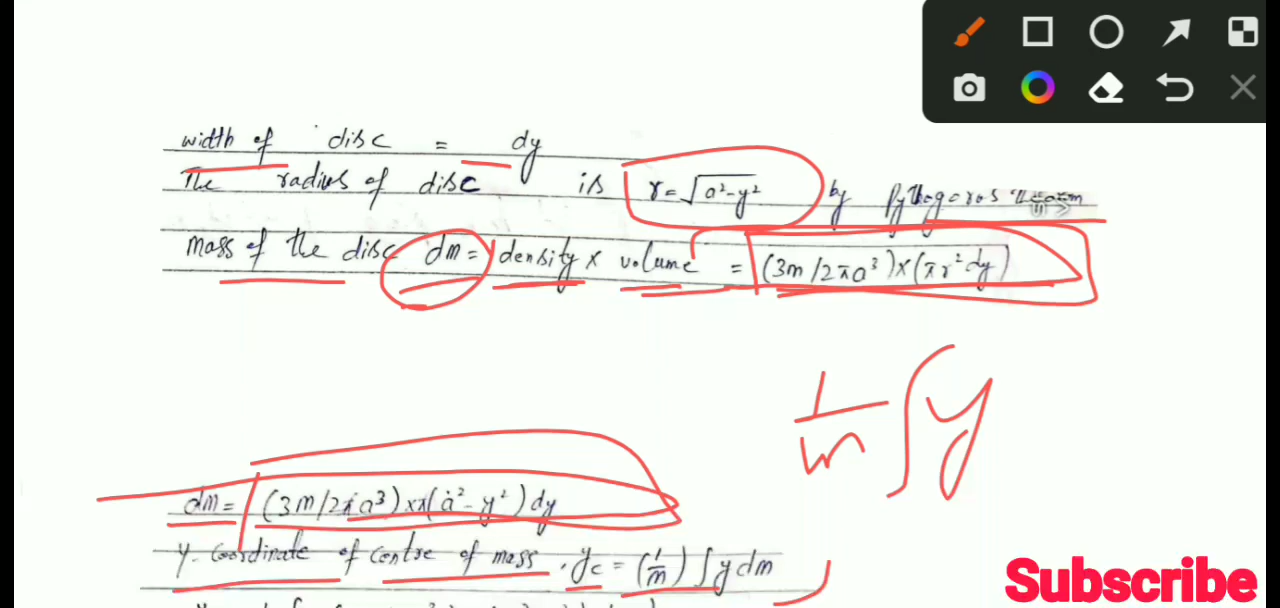 width of disc = dy
The radius of disc is r = √a²-y² by Pythagoras
mass of the disc dm = density x volume = (3m/2πa³)x(πr²dy)
1/m ∫y
dm = (3m/2πa³)xπ(a²-y²)dy
Y-coordinate of centre of mass, yc = (1/m) ∫y dm
Subscribe